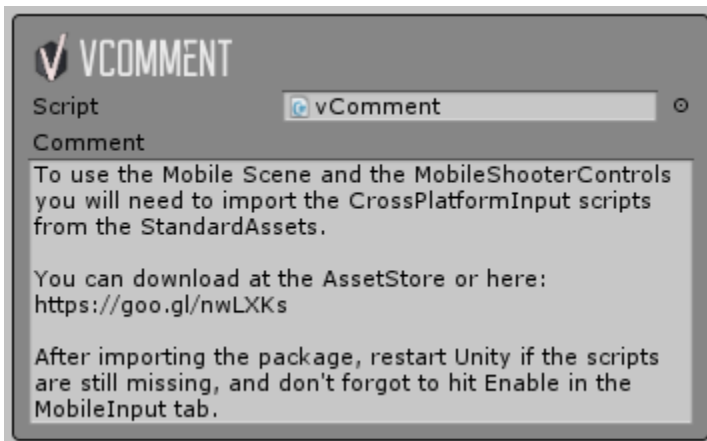 VCOMMENT
Script vComment
Comment
To use the Mobile Scene and the MobileShooterControls
you will need to import the CrossPlatformInput scripts
from the StandardAssets.
You can download at the AssetStore or here:
https://goo.gl/nwLXKs
After importing the package, restart Unity if the scripts
are still missing, and don't forgot to hit Enable in the
MobileInput tab.